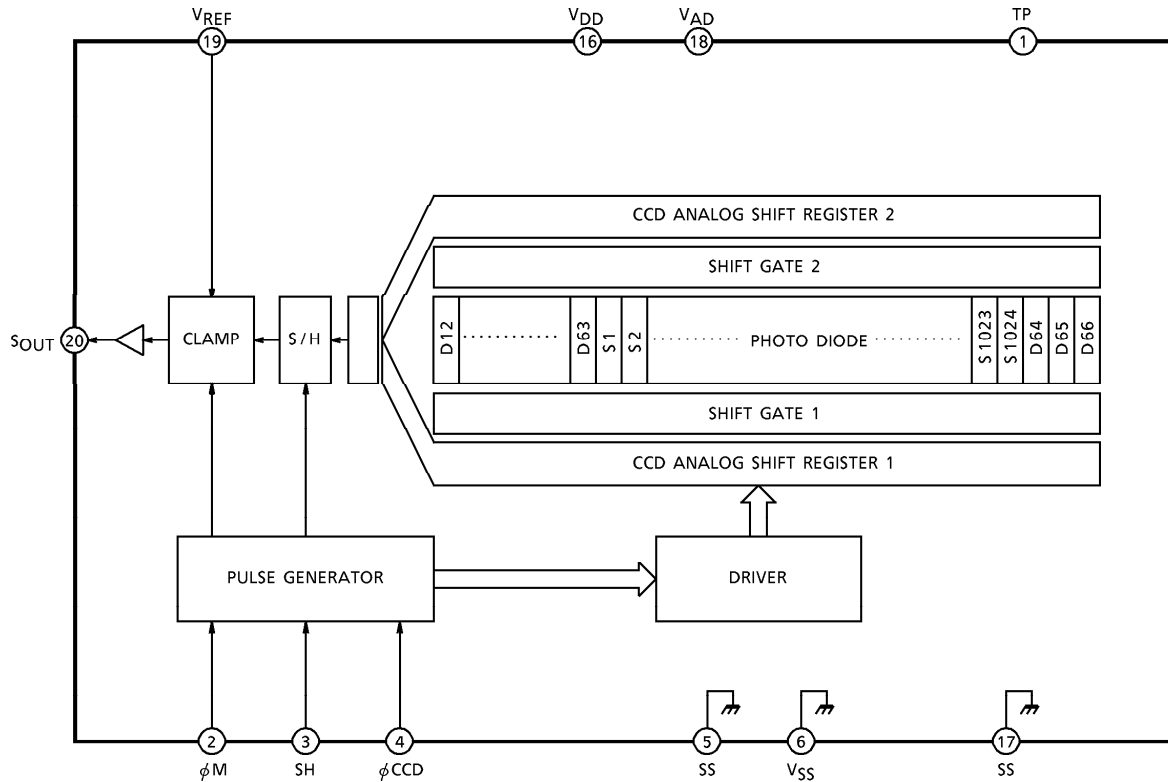 VREF
VDD
VAD
TP
19
16
18
1
CCD ANALOG SHIFT REGISTER 2
SHIFT GATE 2
SOUT
20
CLAMP
S/H
D12
D63
S1
S2
PHOTO DIODE
S1023
S1024
D64
D65
D66
SHIFT GATE 1
CCD ANALOG SHIFT REGISTER 1
PULSE GENERATOR
DRIVER
2
3
4
5
6
17
φM
SH
φCCD
SS
VSS
SS